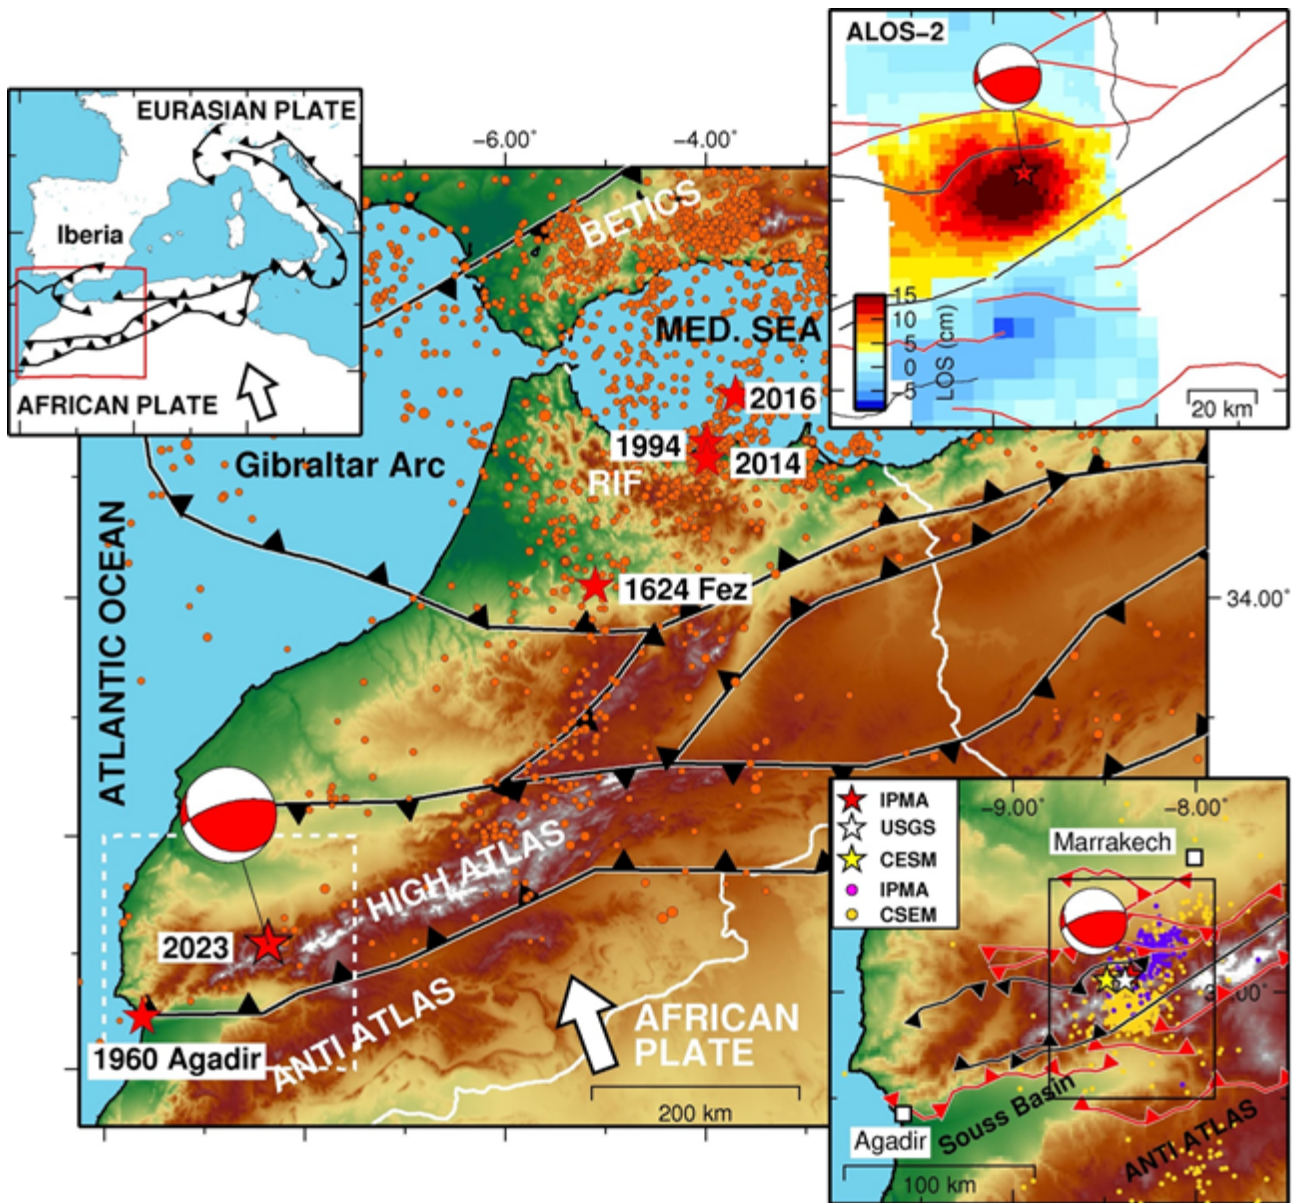 ALOS-2
EURASIAN PLATE
Iberia
AFRICAN PLATE
-6.00°
-4.00°
BETICS
MED. SEA
15
10
5
0
5
LOS (cm)
20 km
2016
1994
2014
RIF
Gibraltar Arc
ATLANTIC OCEAN
1624 Fez
34.00°
HIGH ATLAS
2023
ANTI ATLAS
1960 Agadir
AFRICAN
PLATE
200 km
IPMA
USGS
CESM
IPMA
CSEM
-9.00°
-8.00°
Marrakech
Souss Basin
Agadir
ANTI ATLAS
100 km